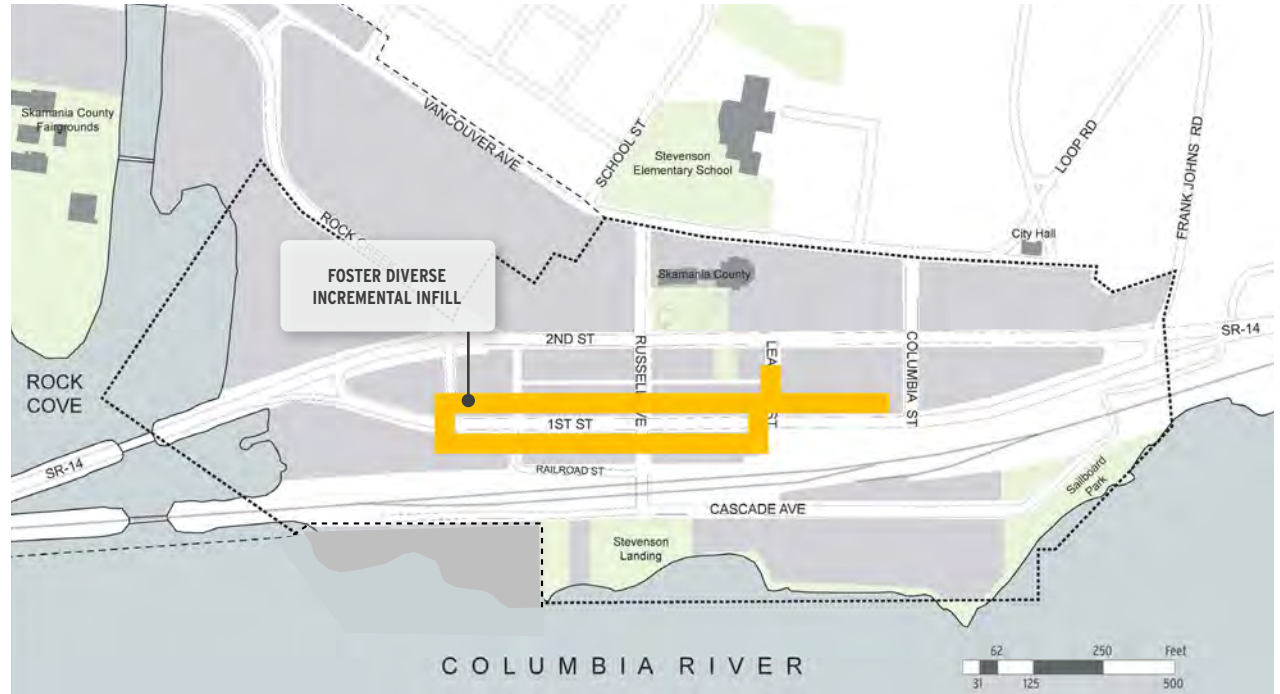 Skamania County
Fairgrounds
VANCOUVER AVE
SCHOOL ST
Stevenson
Elementary School
LOOP RD
FRANK JOHNS RD
City Hall
ROCK
FOSTER DIVERSE
INCREMENTAL INFILL
Skamania County
2ND ST
SR-14
ROCK
COVE
RUSSELL AVE
COLUMBIA ST
1ST ST
SR-14
RAILROAD ST
Sailboard
Park
CASCADE AVE
Stevenson
Landing
COLUMBIA RIVER
62 250 Feet
31 125 500